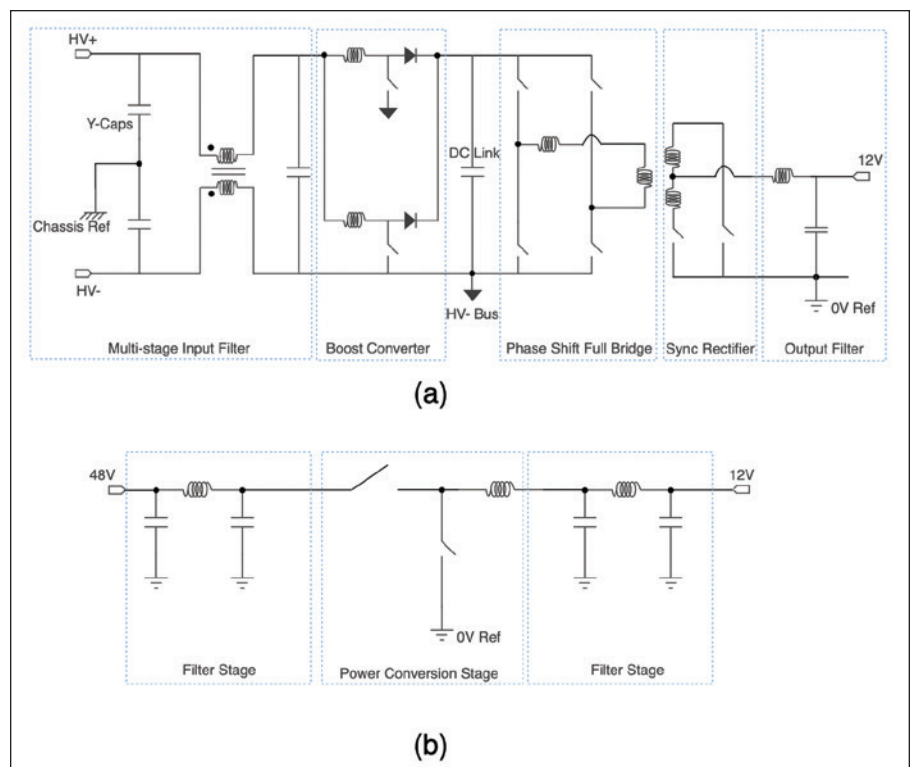 HV+
Y-Caps
Chassis Ref
HV-
DC Link
HV- Bus
12V
0V Ref
Multi-stage Input Filter
Boost Converter
Phase Shift Full Bridge
Sync Rectifier
Output Filter
(a)
48V
12V
0V Ref
Filter Stage
Power Conversion Stage
Filter Stage
(b)